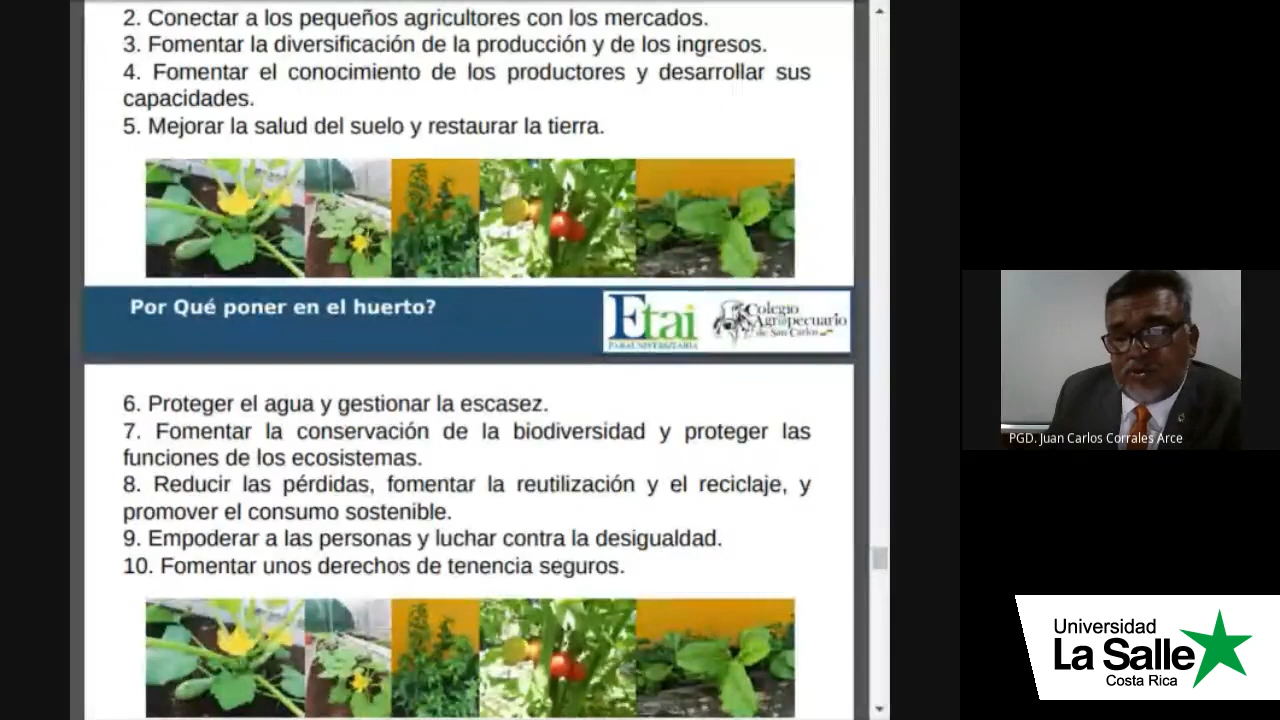 2. Conectar a los pequeños agricultores con los mercados.
3. Fomentar la diversificación de la producción y de los ingresos.
4. Fomentar el conocimiento de los productores y desarrollar sus
capacidades.
5. Mejorar la salud del suelo y restaurar la tierra.
Por Qué poner en el huerto?
Etai
PARAUNIVERSITARIA
Colegio
Agropecuario
de San Carlos
6. Proteger el agua y gestionar la escasez.
7. Fomentar la conservación de la biodiversidad y proteger las
funciones de los ecosistemas.
8. Reducir las pérdidas, fomentar la reutilización y el reciclaje, y
promover el consumo sostenible.
9. Empoderar a las personas y luchar contra la desigualdad.
10. Fomentar unos derechos de tenencia seguros.
PGD. Juan Carlos Corrales Arce
Universidad
La Salle
Costa Rica